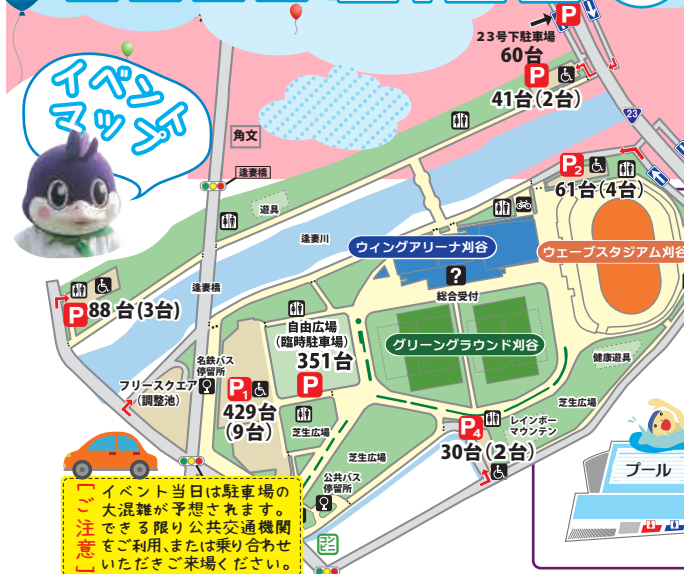 イベント
マップ
P
23号下駐車場
60台
P
41台(2台)
23
角文
逢妻橋
P2
61台(4台)
遊具
逢妻川
ウィングアリーナ刈谷
ウェーブスタジアム刈谷
?
総合受付
逢妻橋
P 88台(3台)
自由広場
(臨時駐車場)
351台
P
グリーングラウンド刈谷
健康遊具
名鉄バス
停留所
フリースクエア
(調整池)
P1
429台
(9台)
芝生広場
芝生広場
P4
30台(2台)
レインボー
マウンテン
芝生広場
公共バス
停留所
コンビニ
プール
[ご注意]
イベント当日は駐車場の
大混雑が予想されます。
できる限り公共交通機関
をご利用、または乗り合わせ
いただきご来場ください。